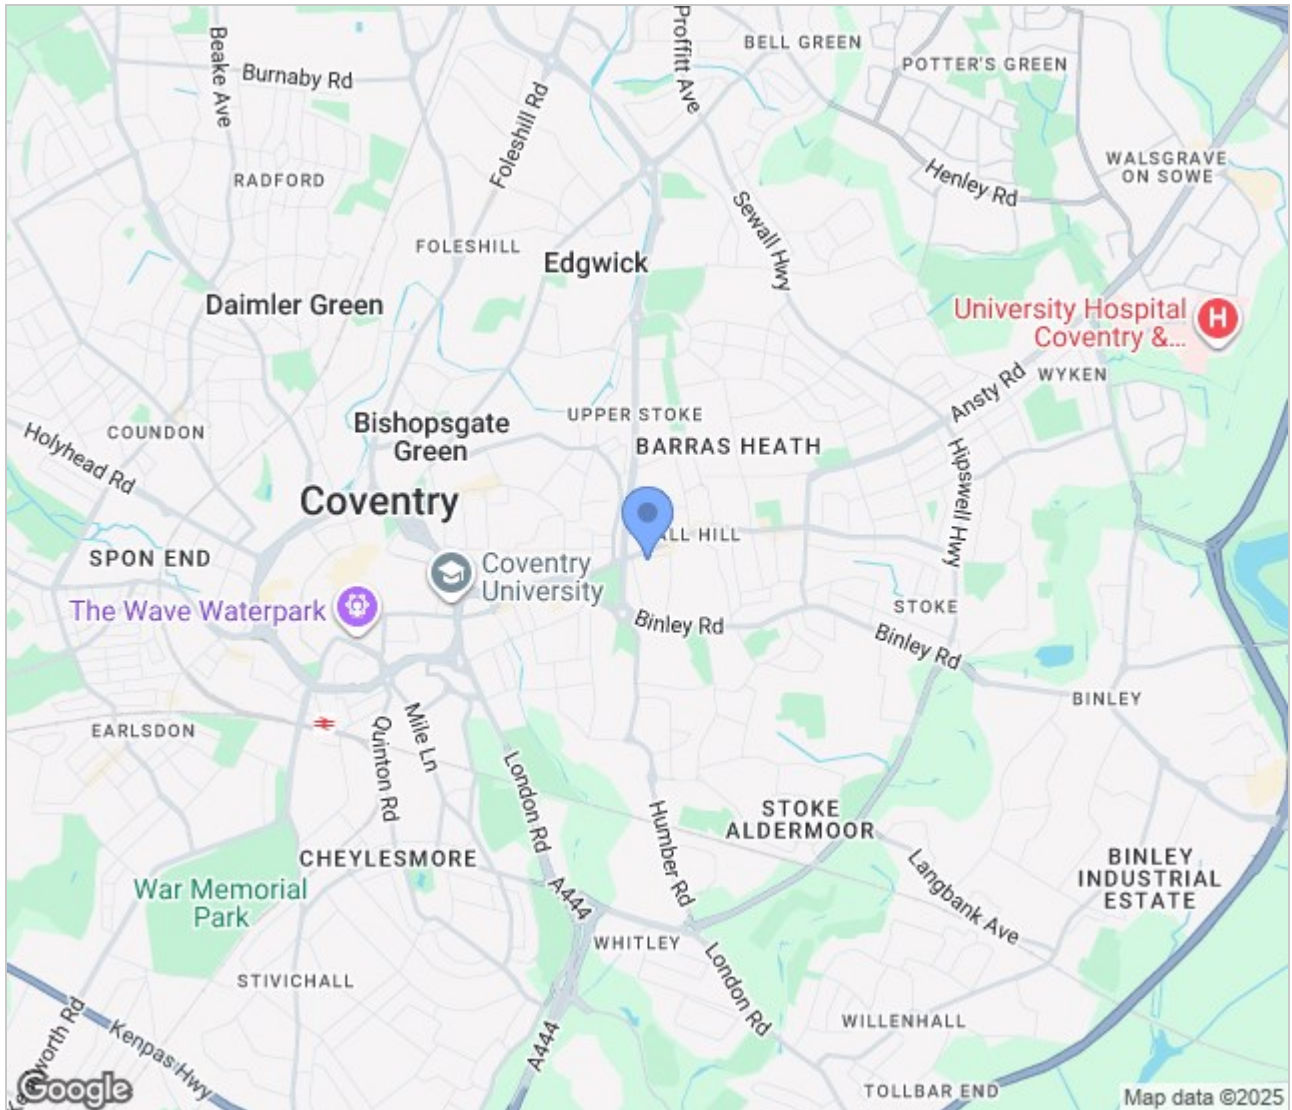 Proffitt Ave
BELL GREEN
POTTER'S GREEN
Beake Ave
Burnaby Rd
Foleshill Rd
WALSGRAVE
ON SOWE
Henley Rd
RADFORD
Sewall Hwy
FOLESHILL
Edgwick
Daimler Green
University Hospital
Coventry &...
H
WYKEN
Ansty Rd
UPPER STOKE
Bishopsgate
Green
COUNDON
Holyhead Rd
BARRAS HEATH
Hipswell Hwy
Coventry
ALL HILL
SPON END
Coventry
University
The Wave Waterpark
STOKE
Binley Rd
Binley Rd
BINLEY
EARLSDON
Mile Ln
Quinton Rd
London Rd
STOKE
ALDERMOOR
Humber Rd
CHEYLESMORE
Langbank Ave
BINLEY
INDUSTRIAL
ESTATE
War Memorial
Park
A444
WHITLEY
London Rd
STIVICHALL
WILLENHALL
Kenpas Hwy
A444
TOLLBAR END
Google
Map data ©2025